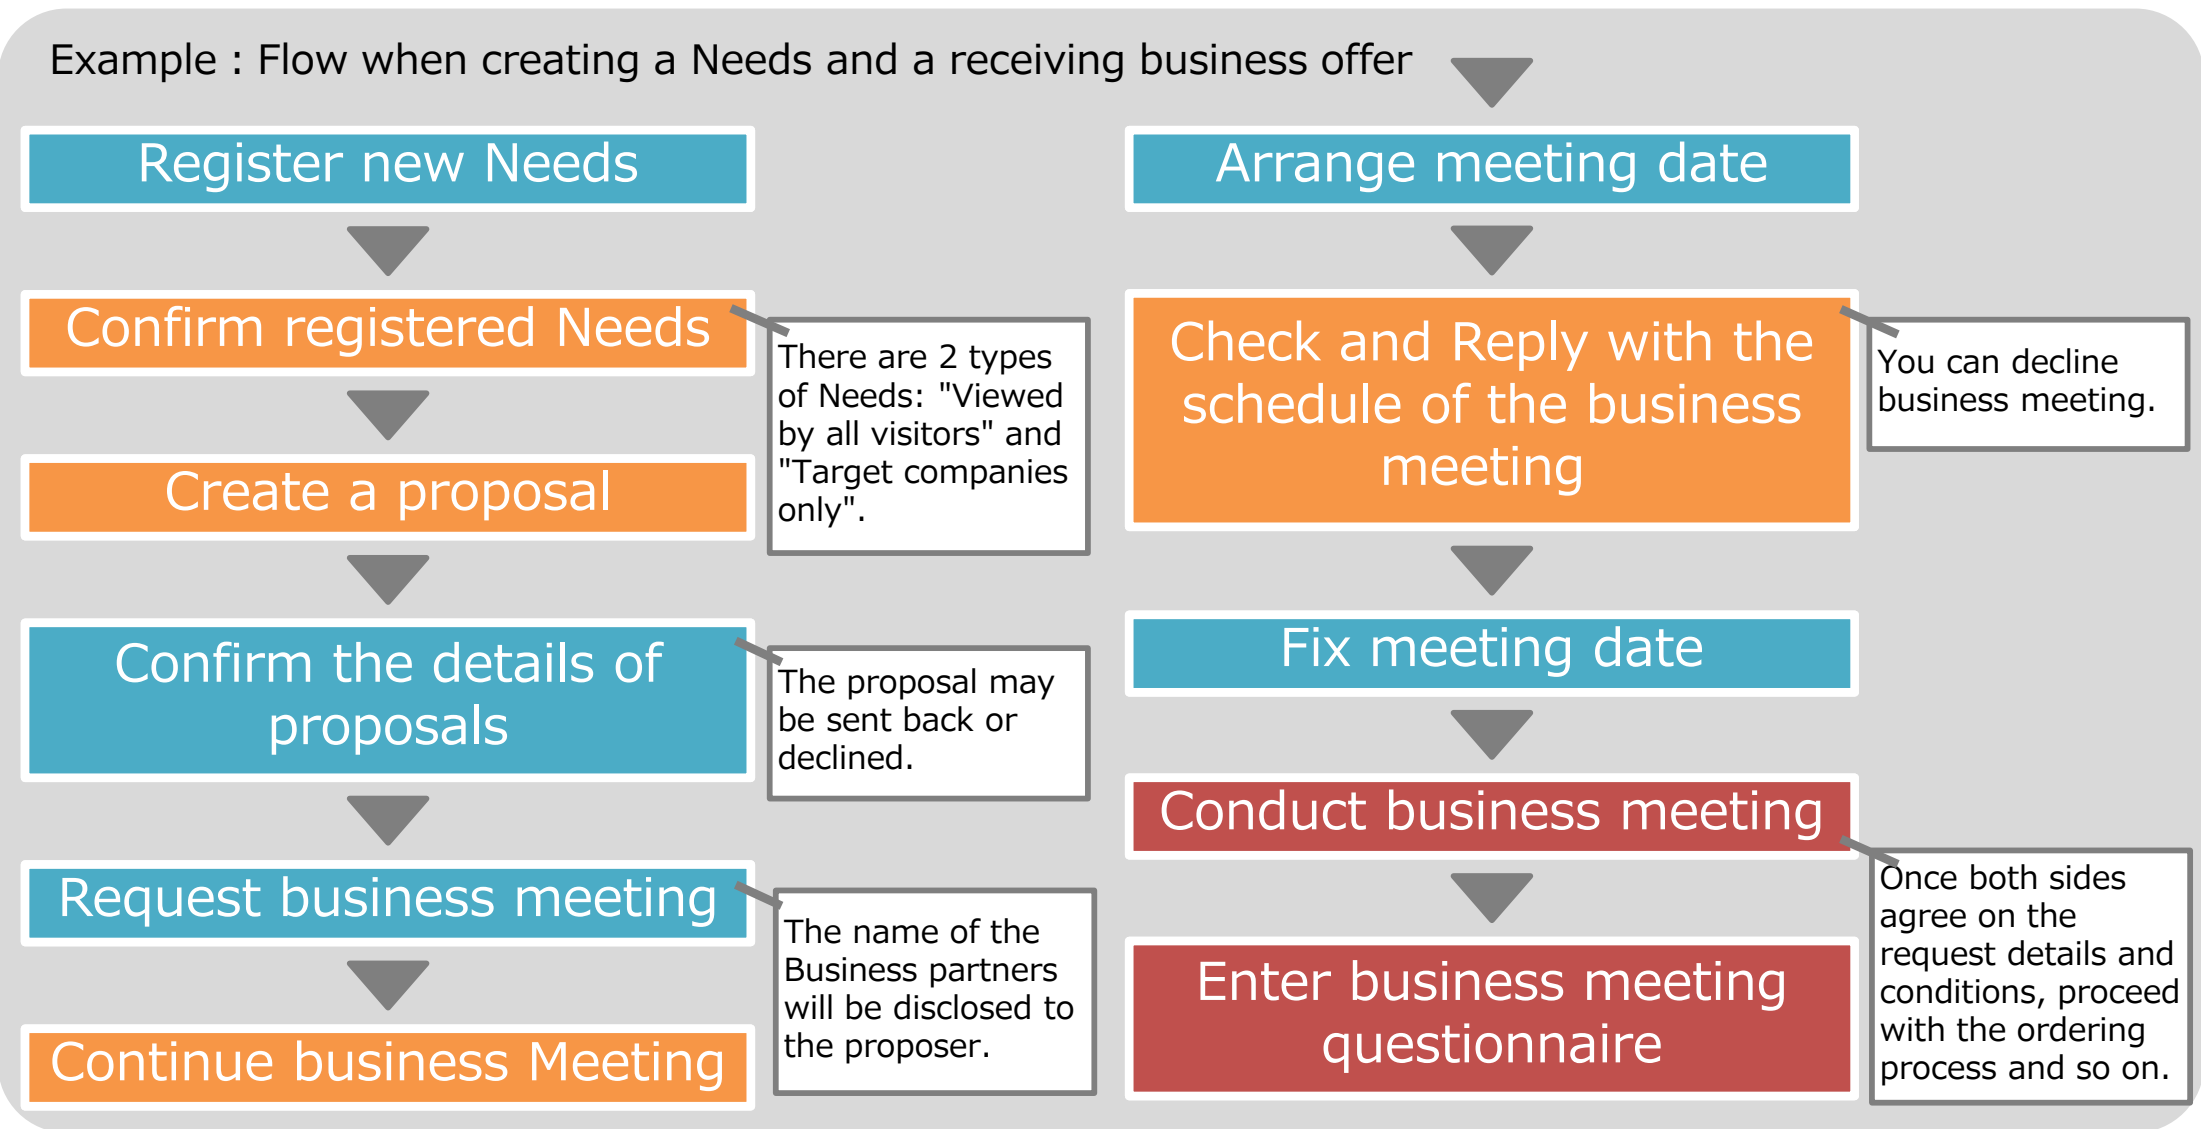 Example : Flow when creating a Needs and a receiving business offer
Register new Needs
Confirm registered Needs
There are 2 types
of Needs: "Viewed
by all visitors" and
"Target companies
only".
Create a proposal
Confirm the details of
proposals
The proposal may
be sent back or
declined.
Request business meeting
The name of the
Business partners
will be disclosed to
the proposer.
Continue business Meeting
Arrange meeting date
Check and Reply with the
schedule of the business
meeting
You can decline
business meeting.
Fix meeting date
Conduct business meeting
Once both sides
agree on the
request details and
conditions, proceed
with the ordering
process and so on.
Enter business meeting
questionnaire